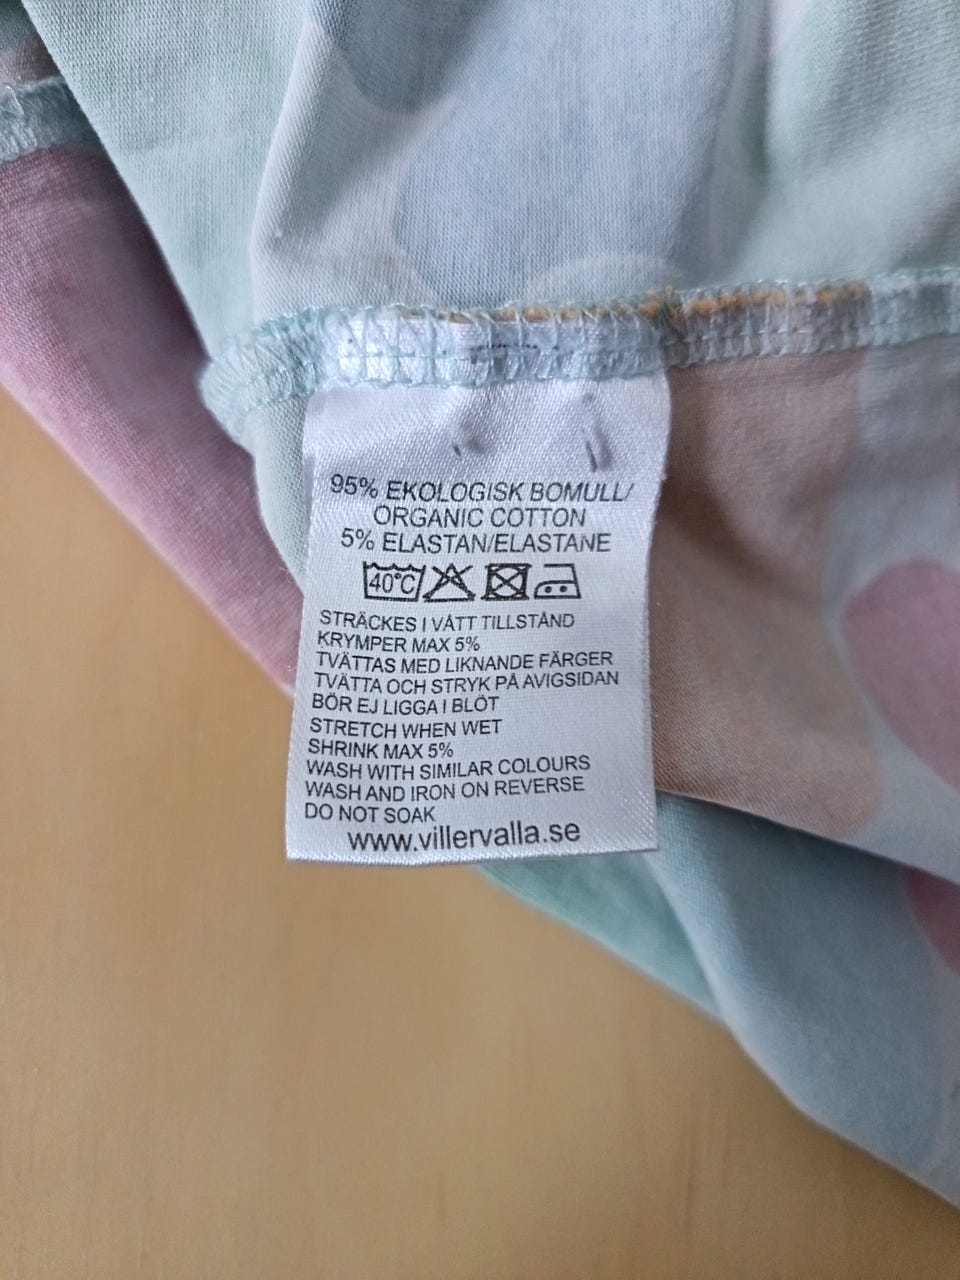 95% EKOLOGISK BOMULL/
ORGANIC COTTON
5% ELASTAN/ELASTANE
40°C
STRÄCKES I VÅTT TILLSTÅND
KRYMPER MAX 5%
TVÄTTAS MED LIKNANDE FÄRGER
TVÄTTA OCH STRYK PÅ AVIGSIDAN
BÖR EJ LIGGA I BLÖT
STRETCH WHEN WET
SHRINK MAX 5%
WASH WITH SIMILAR COLOURS
WASH AND IRON ON REVERSE
DO NOT SOAK
www.villervalla.se